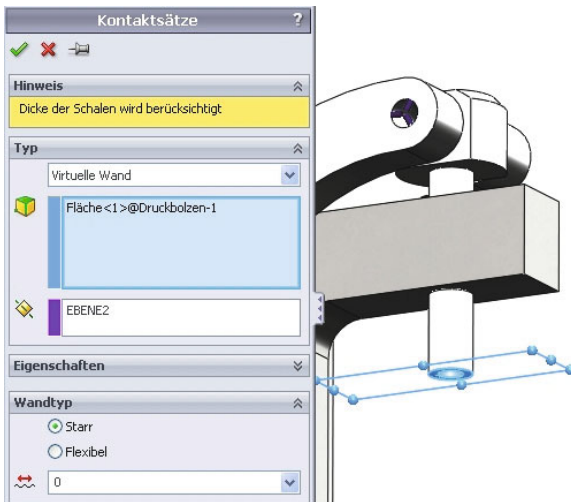 Kontaktsätze ?
Hinweis
Dicke der Schalen wird berücksichtigt
Typ
Virtuelle Wand
Fläche<1>@Druckbolzen-1
EBENE2
Eigenschaften
Wandtyp
Starr
Flexibel
0